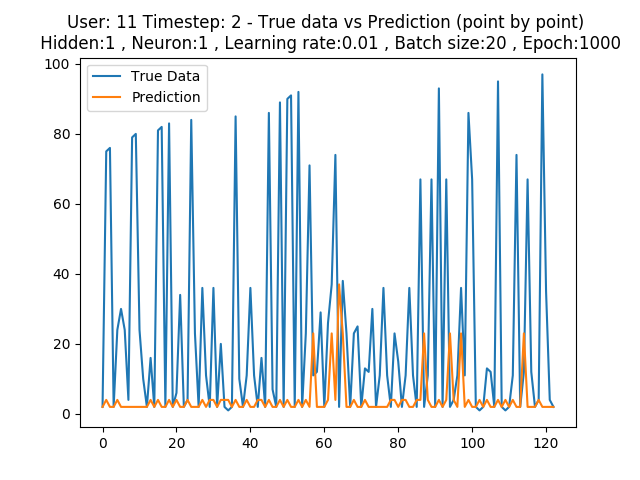 User: 11 Timestep: 2 - True data vs Prediction (point by point)
Hidden:1 , Neuron:1 , Learning rate:0.01 , Batch size:20 , Epoch:1000
True Data
Prediction
100
80
60
40
20
0
0 20 40 60 80 100 120